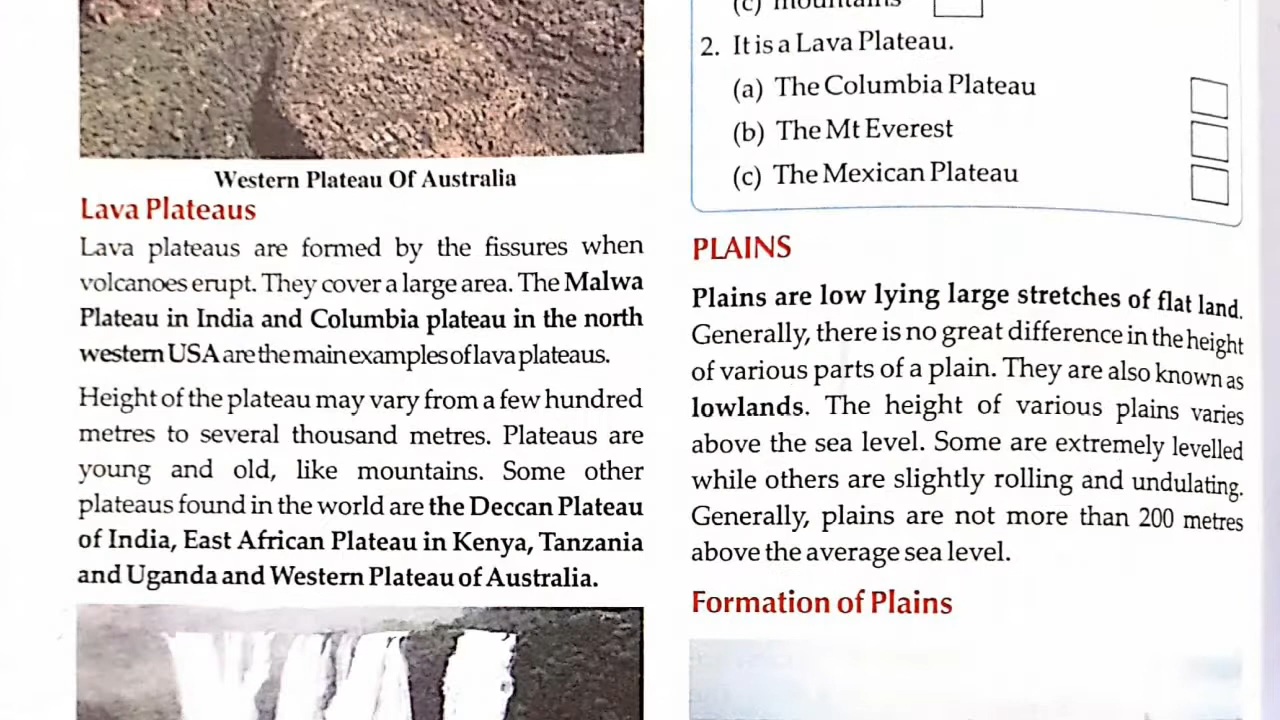 Western Plateau Of Australia
Lava Plateaus
Lava plateaus are formed by the fissures when
volcanoes erupt. They cover a large area. The Malwa
Plateau in India and Columbia plateau in the north
western USA are the main examples of lava plateaus.
Height of the plateau may vary from a few hundred
metres to several thousand metres. Plateaus are
young and old, like mountains. Some other
plateaus found in the world are the Deccan Plateau
of India, East African Plateau in Kenya, Tanzania
and Uganda and Western Plateau of Australia.
(c) mountains
2. It is a Lava Plateau.
(a) The Columbia Plateau
(b) The Mt Everest
(c) The Mexican Plateau
PLAINS
Plains are low lying large stretches of flat land.
Generally, there is no great difference in the height
of various parts of a plain. They are also known as
lowlands. The height of various plains varies
above the sea level. Some are extremely levelled
while others are slightly rolling and undulating.
Generally, plains are not more than 200 metres
above the average sea level.
Formation of Plains